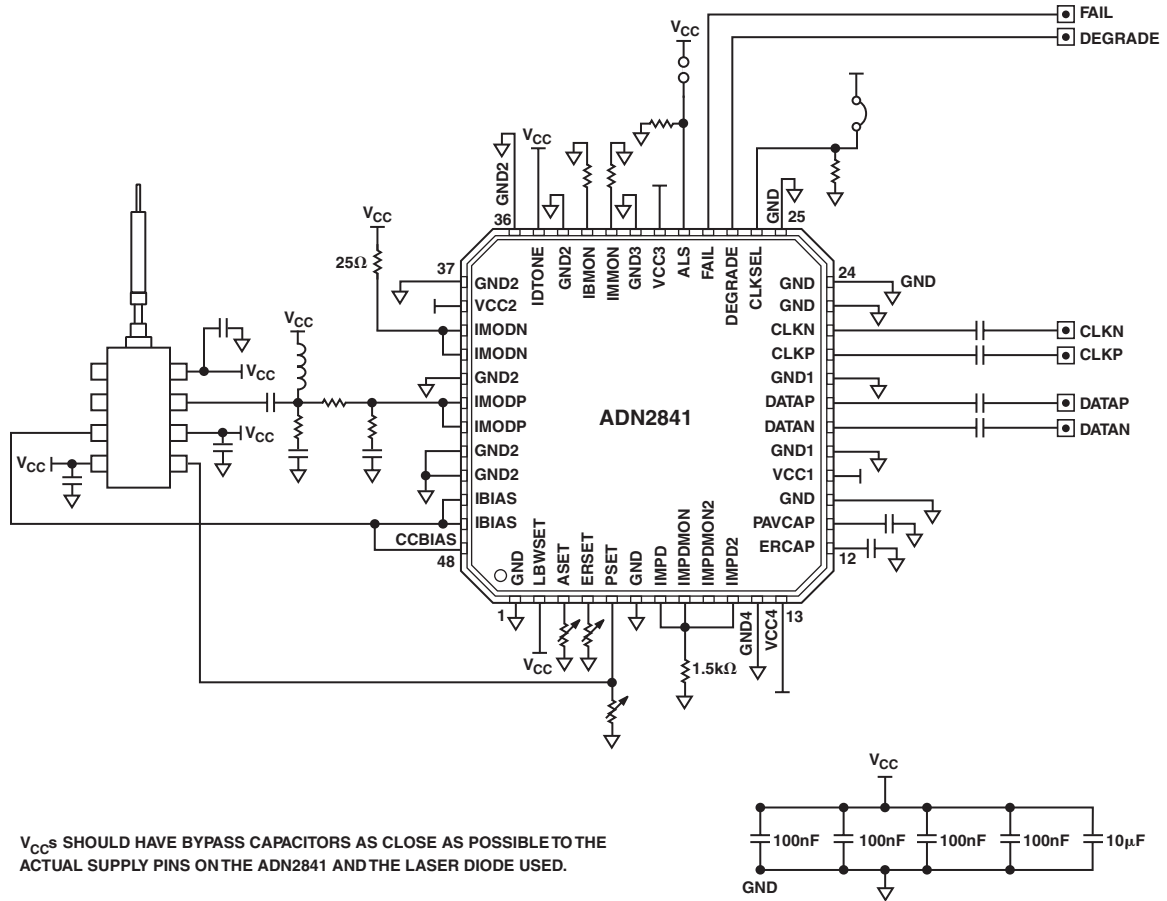 FAIL
DEGRADE
VCC
VCC
GND2
36
GND
25
VCC
25Ω
37
IDTONE
GND2
IBMON
IMMON
GND3
VCC3
ALS
FAIL
DEGRADE
CLKSEL
24
GND
GND2
VCC2
IMODN
IMODN
GND2
IMODP
IMODP
GND2
GND2
IBIAS
IBIAS
CCBIAS
48
ADN2841
GND
GND
CLKN
CLKP
GND1
DATAP
DATAN
GND1
VCC1
GND
PAVCAP
ERCAP
12
CLKN
CLKP
DATAP
DATAN
VCC
VCC
VCC
VCC
GND
LBWSET
ASET
ERSET
PSET
GND
IMPD
IMPDMON
IMPDMON2
IMPD2
1
VCC
1.5kΩ
GND4
VCC4
13
VCC
100nF
100nF
100nF
100nF
10μF
GND
VCCs SHOULD HAVE BYPASS CAPACITORS AS CLOSE AS POSSIBLE TO THE
ACTUAL SUPPLY PINS ON THE ADN2841 AND THE LASER DIODE USED.